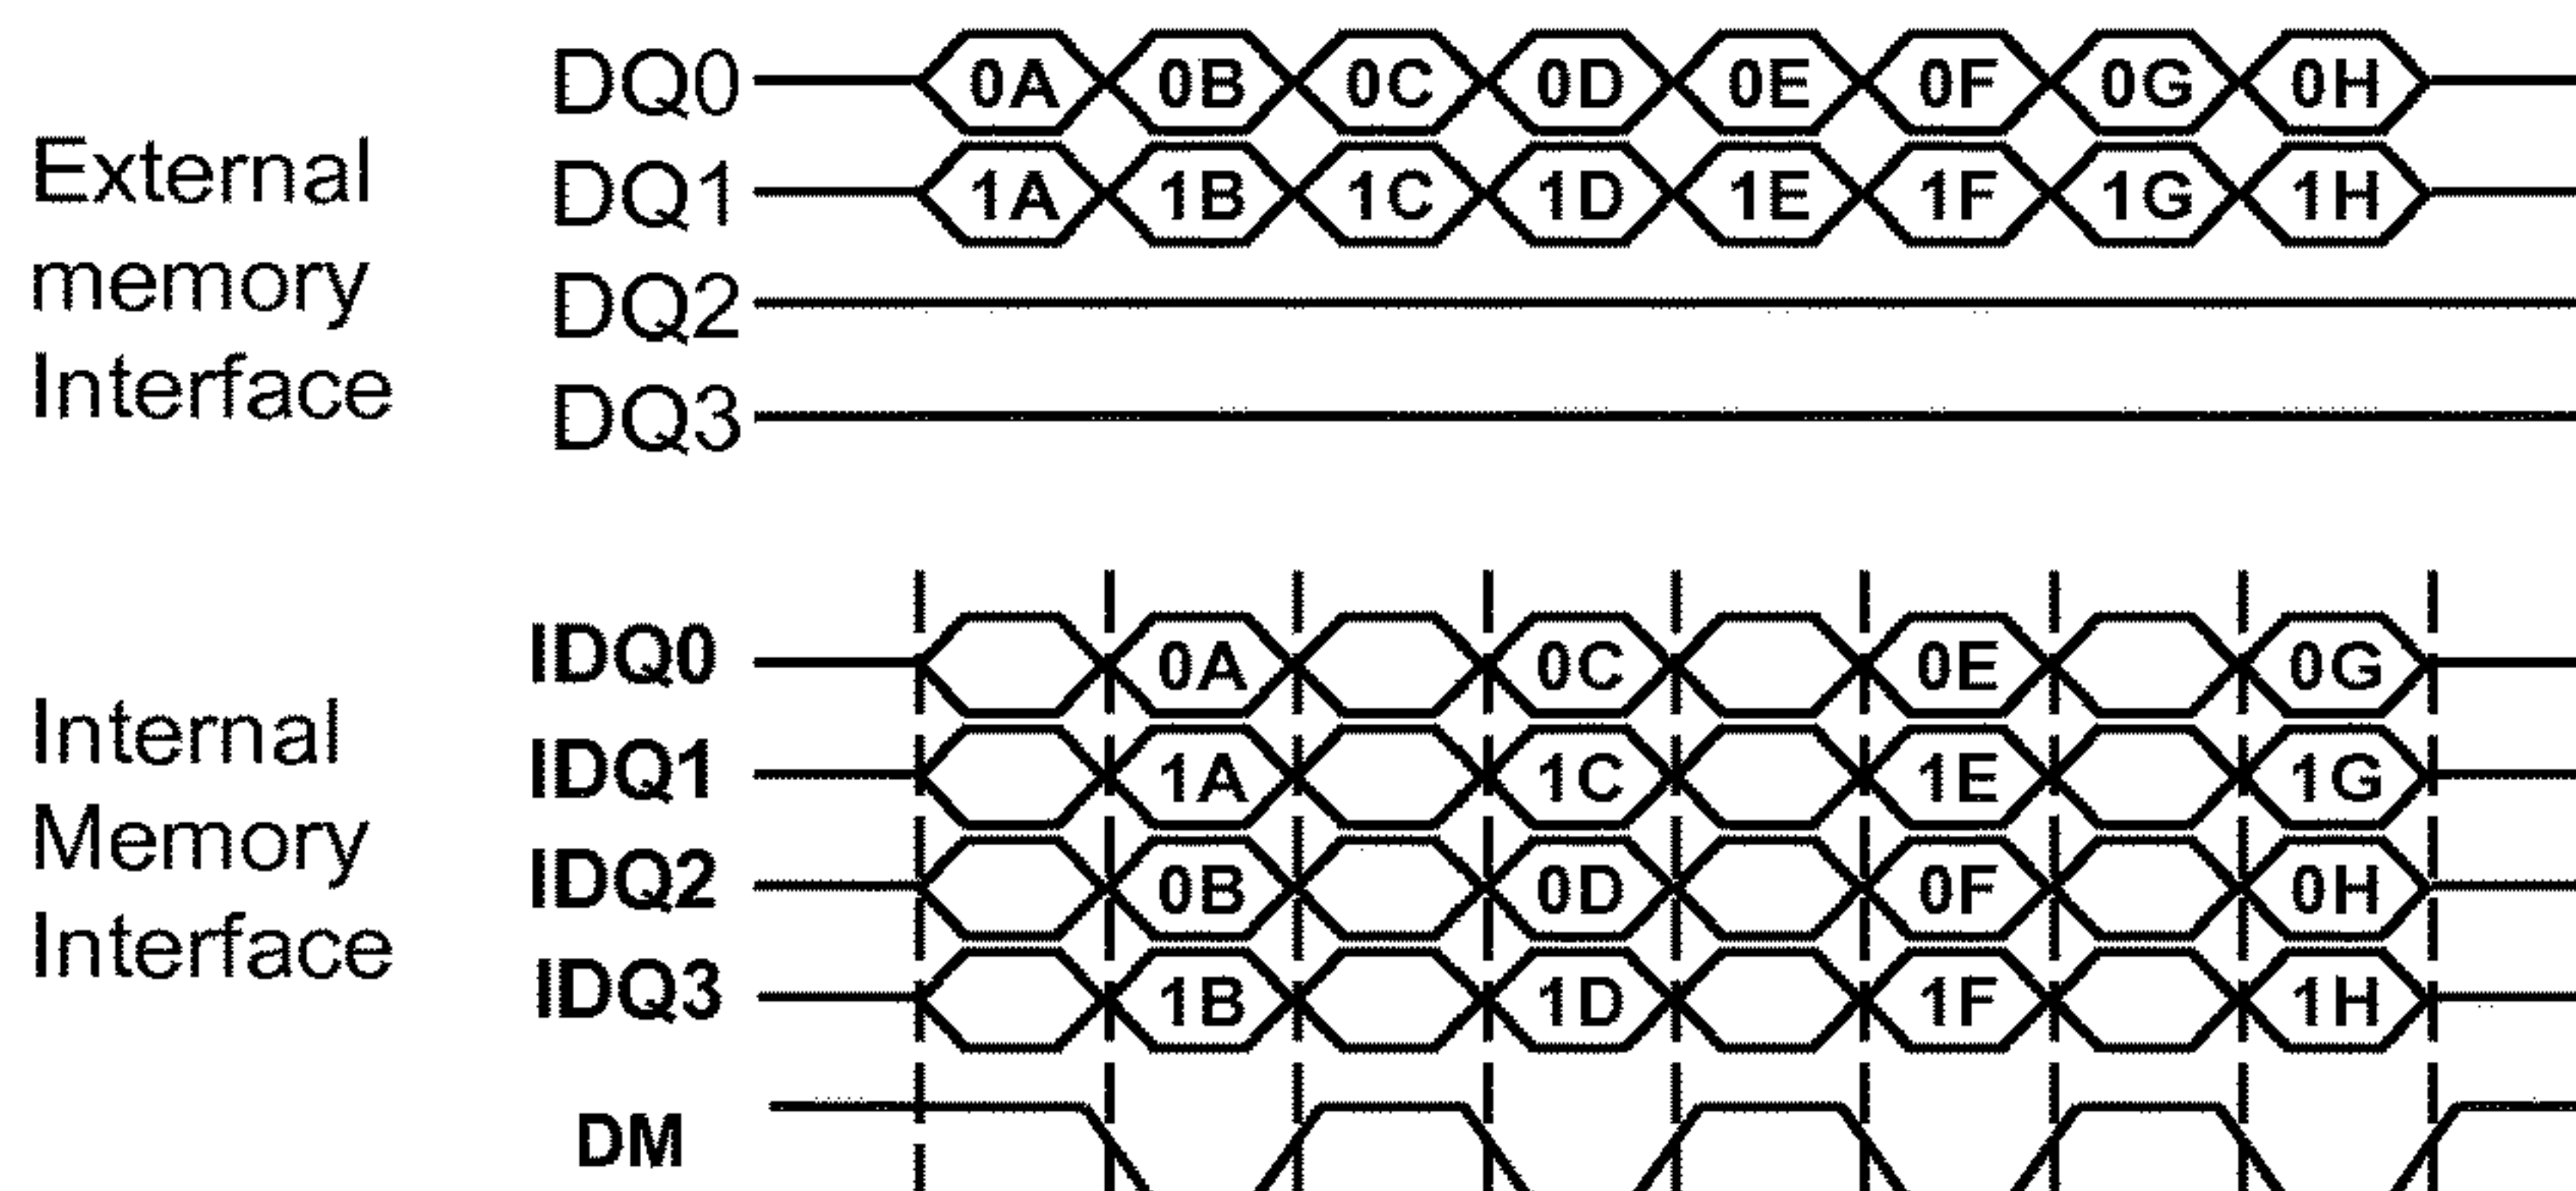 DQ0 0A 0B 0C 0D 0E 0F 0G 0H
External
DQ1 1A 1B 1C 1D 1E 1F 1G 1H
memory
DQ2
Interface
DQ3
IDQ0 0A 0C 0E 0G
Internal
IDQ1 1A 1C 1E 1G
Memory
IDQ2 0B 0D 0F 0H
Interface
IDQ3 1B 1D 1F 1H
DM